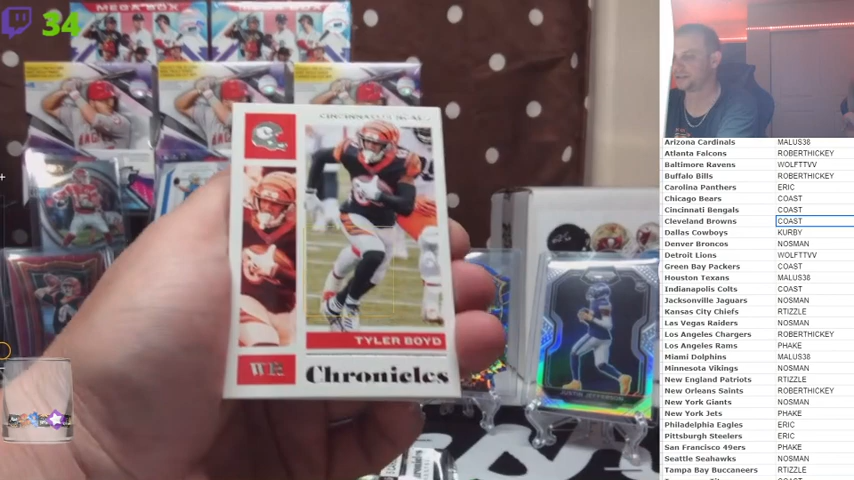 34
MEGA BOX
MEGA BOX
TYLER BOYD
WR
Chronicles
JUSTIN JEFFERSON
Arizona Cardinals MALUS38
Atlanta Falcons ROBERTHICKEY
Baltimore Ravens WOLFTTVV
Buffalo Bills ROBERTHICKEY
Carolina Panthers ERIC
Chicago Bears COAST
Cincinnati Bengals COAST
Cleveland Browns COAST
Dallas Cowboys KURBY
Denver Broncos NOSMAN
Detroit Lions WOLFTTVV
Green Bay Packers COAST
Houston Texans MALUS38
Indianapolis Colts COAST
Jacksonville Jaguars NOSMAN
Kansas City Chiefs RTIZZLE
Las Vegas Raiders NOSMAN
Los Angeles Chargers ROBERTHICKEY
Los Angeles Rams PHAKE
Miami Dolphins MALUS38
Minnesota Vikings NOSMAN
New England Patriots RTIZZLE
New Orleans Saints ROBERTHICKEY
New York Giants NOSMAN
New York Jets PHAKE
Philadelphia Eagles ERIC
Pittsburgh Steelers ERIC
San Francisco 49ers PHAKE
Seattle Seahawks NOSMAN
Tampa Bay Buccaneers RTIZZLE